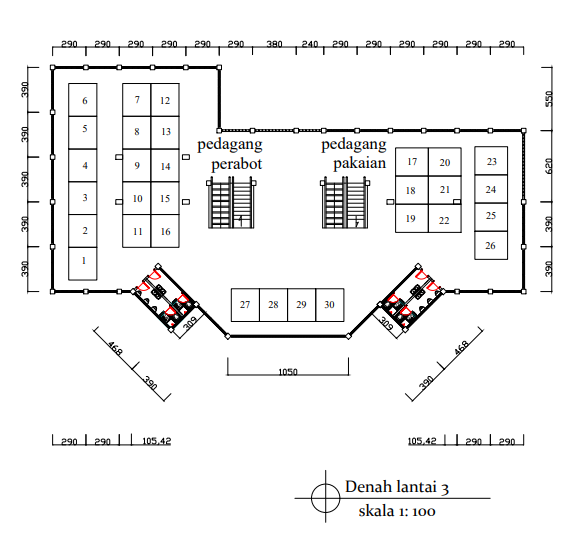 290 290 290 290 290 290 380 240 290 290 290 290 290 290
390
390
390
390
390
550
620
390
390
6 7 12
5 8 13
4 9 14
3 10 15
2 11 16
1
pedagang
perabot
pedagang
pakaian
17 20 23
18 21 24
19 22 25
26
27 28 29 30
309
309
468
390
468
390
1050
290 290 105,42
105,42 290 290
Denah lantai 3
skala 1: 100